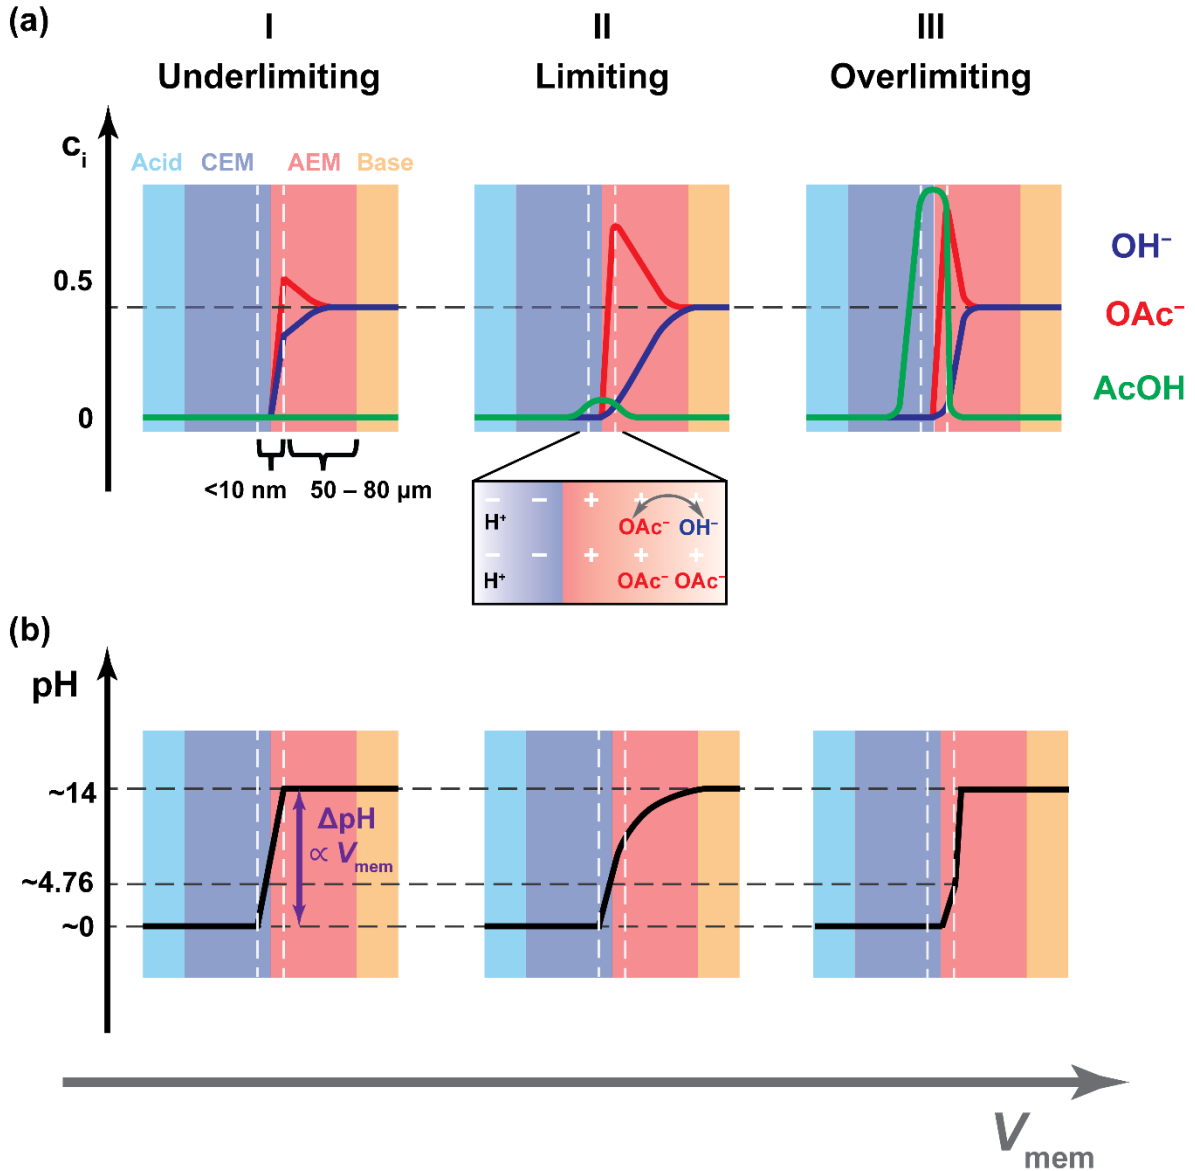 (a)
I II III
Underlimiting Limiting Overlimiting
cᵢ
Acid CEM AEM Base
0.5
0
OH⁻
OAc⁻
AcOH
<10 nm 50 – 80 μm
− − + + +
H⁺ OAc⁻ OH⁻
− − + + +
H⁺ OAc⁻ OAc⁻
(b)
pH
~14
ΔpH
∝ Vmem
~4.76
~0
Vmem